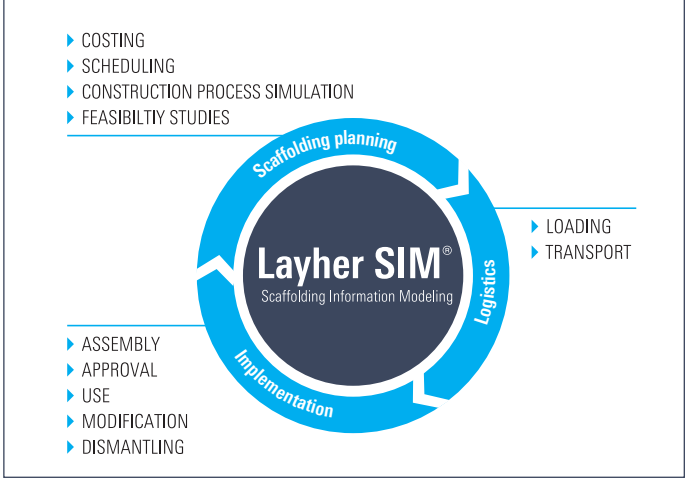 COSTING
SCHEDULING
CONSTRUCTION PROCESS SIMULATION
FEASIBILTIY STUDIES
Scaffolding planning
LOADING
TRANSPORT
Logistics
Layher SIM®
Scaffolding Information Modeling
ASSEMBLY
APPROVAL
USE
MODIFICATION
DISMANTLING
Implementation